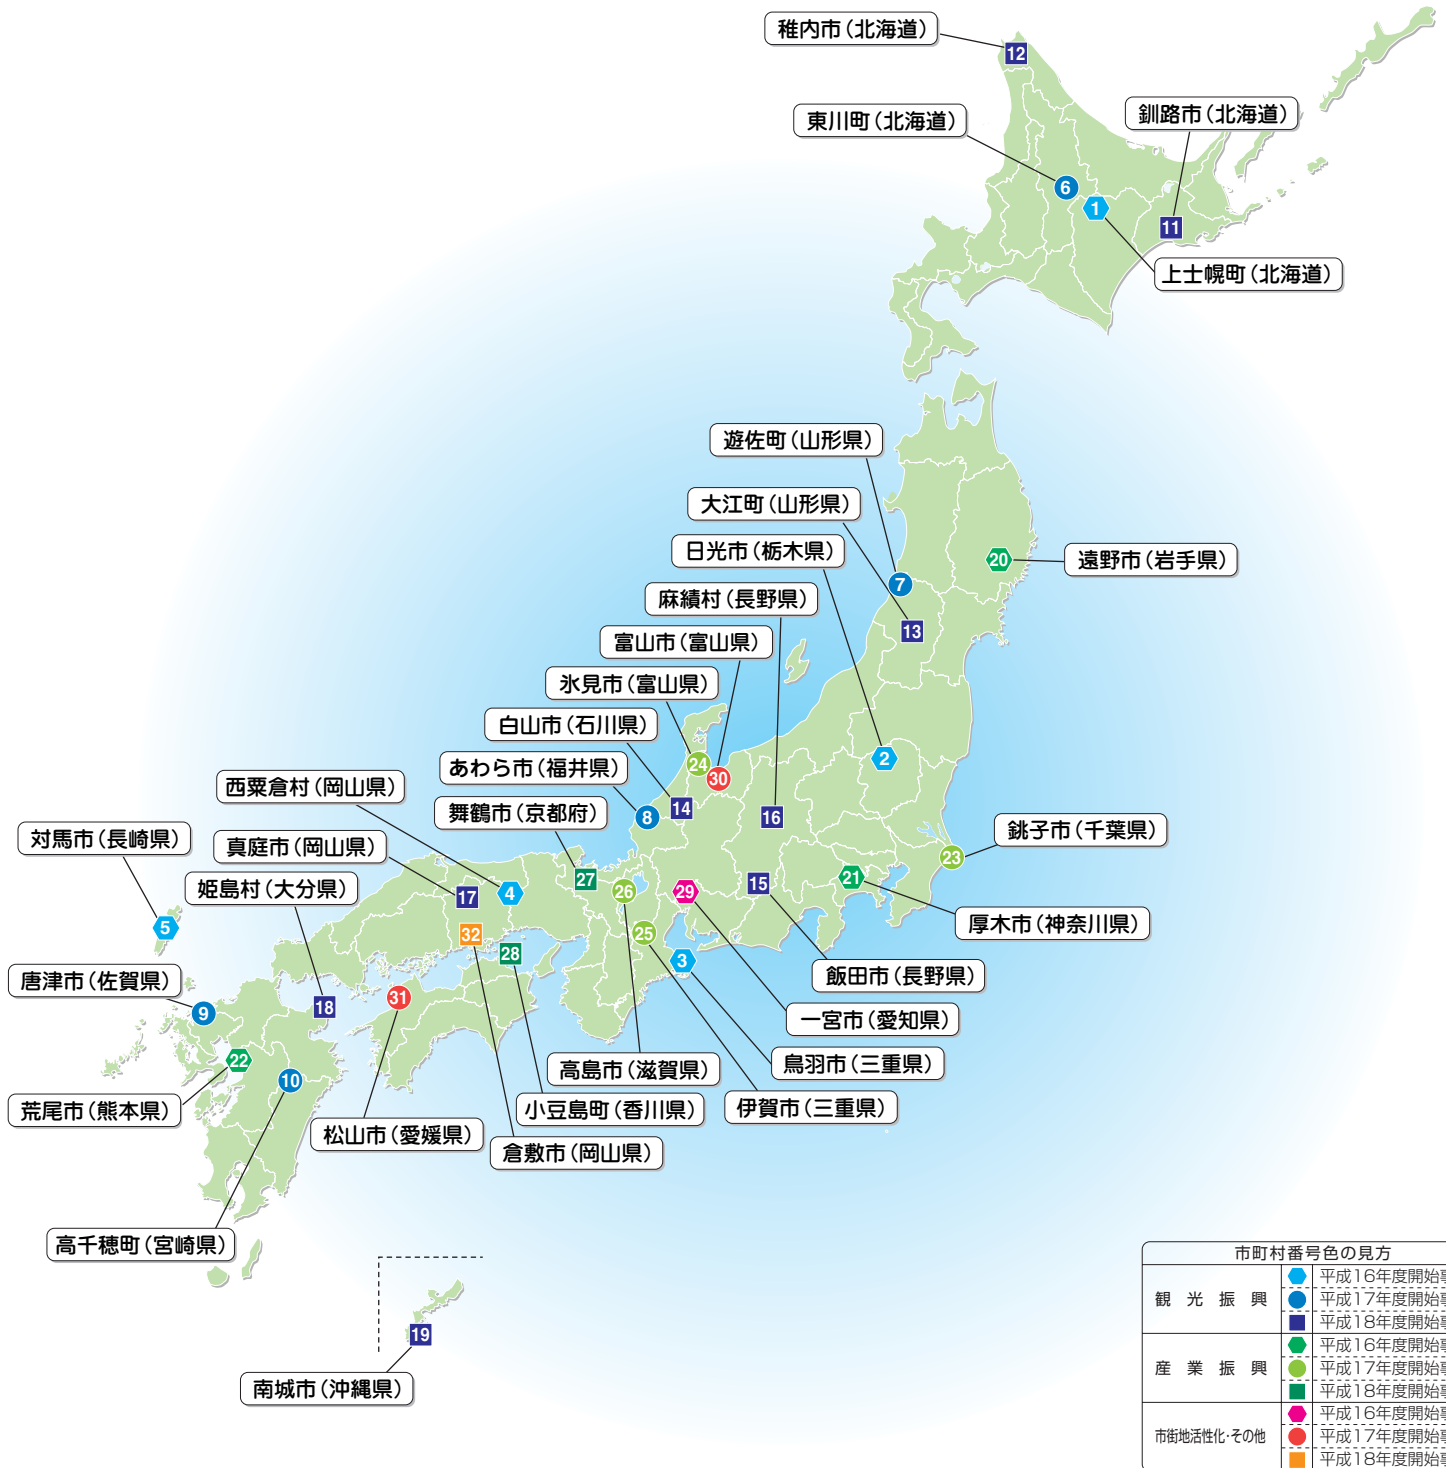 稚内市(北海道)
12
東川町(北海道)
釧路市(北海道)
6
1
11
上士幌町(北海道)
遊佐町(山形県)
大江町(山形県)
日光市(栃木県)
20
遠野市(岩手県)
7
麻績村(長野県)
13
富山市(富山県)
氷見市(富山県)
白山市(石川県)
あわら市(福井県)
24
30
2
西粟倉村(岡山県)
舞鶴市(京都府)
8
14
16
対馬市(長崎県)
真庭市(岡山県)
銚子市(千葉県)
23
姫島村(大分県)
27
26
29
15
21
17
4
5
32
28
25
3
厚木市(神奈川県)
唐津市(佐賀県)
飯田市(長野県)
9
18
31
一宮市(愛知県)
22
10
高島市(滋賀県)
鳥羽市(三重県)
荒尾市(熊本県)
小豆島町(香川県)
伊賀市(三重県)
松山市(愛媛県)
倉敷市(岡山県)
高千穂町(宮崎県)
19
南城市(沖縄県)
市町村番号色の見方
観光振興
平成16年度開始事
平成17年度開始事
平成18年度開始事
産業振興
平成16年度開始事
平成17年度開始事
平成18年度開始事
市街地活性化・その他
平成16年度開始事
平成17年度開始事
平成18年度開始事